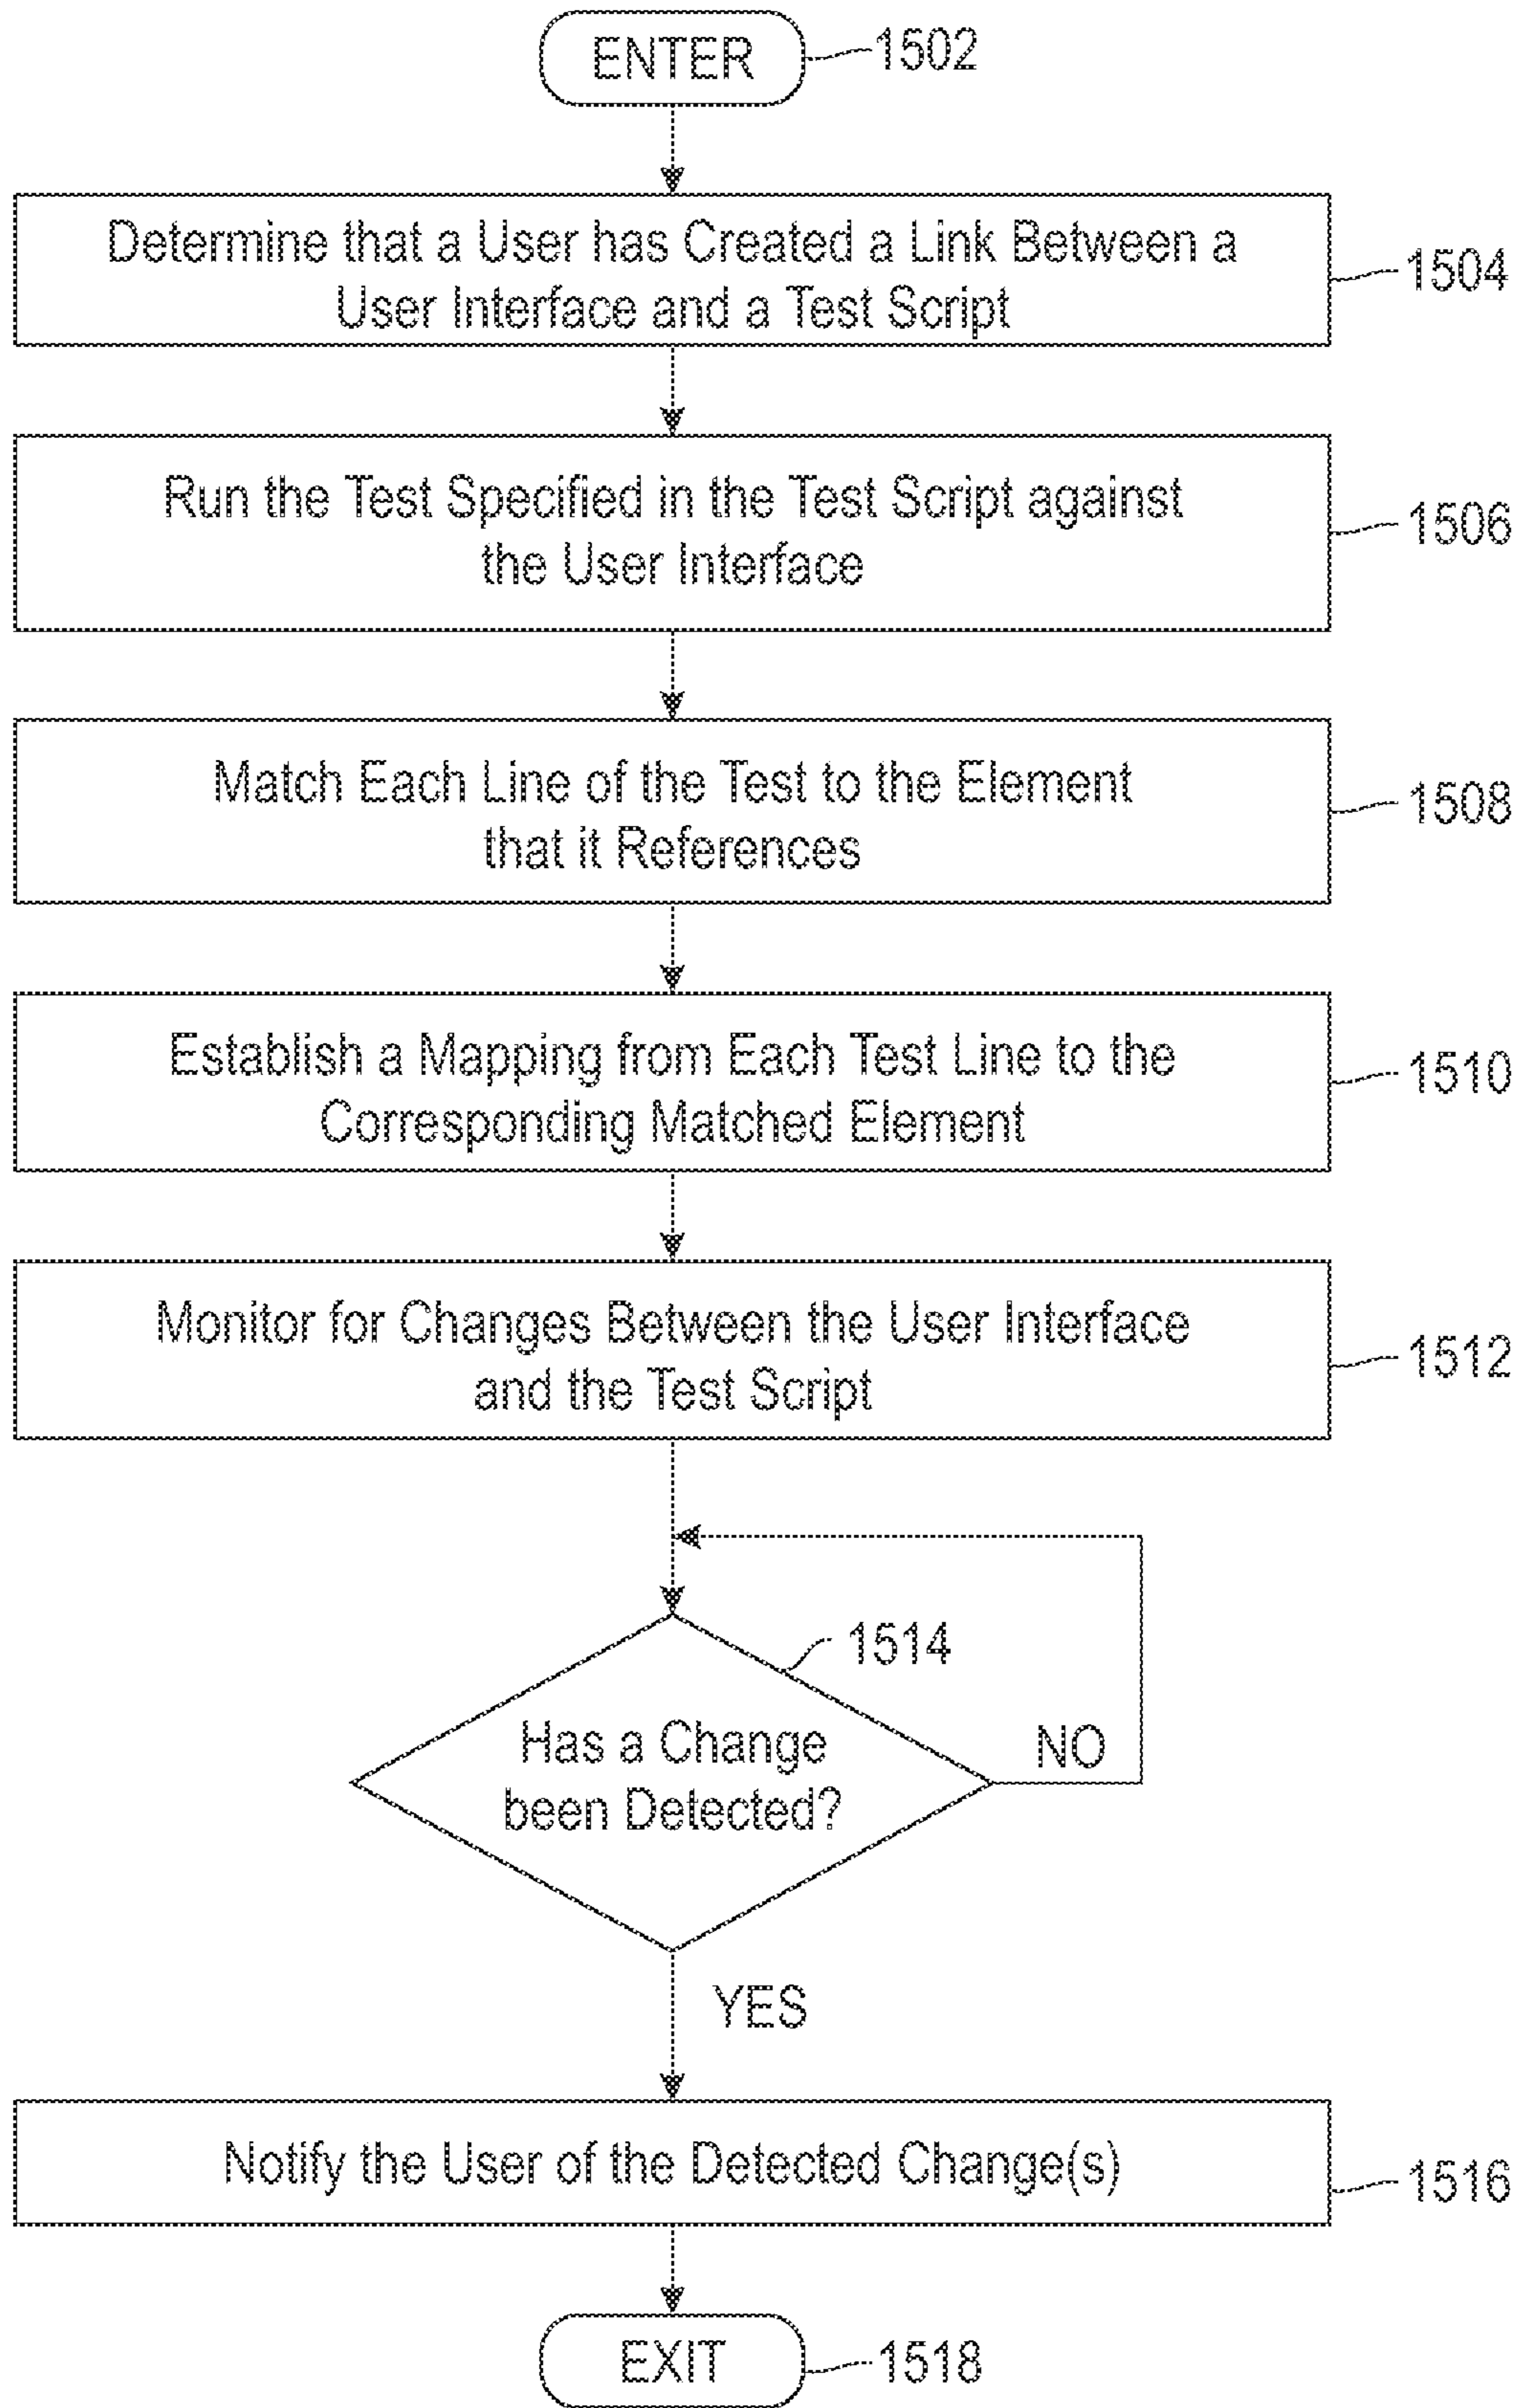 ENTER
1502
Determine that a User has Created a Link Between a
User Interface and a Test Script
1504
Run the Test Specified in the Test Script against
the User Interface
1506
Match Each Line of the Test to the Element
that it References
1508
Establish a Mapping from Each Test Line to the
Corresponding Matched Element
1510
Monitor for Changes Between the User Interface
and the Test Script
1512
1514
Has a Change
been Detected?
NO
YES
Notify the User of the Detected Change(s)
1516
EXIT
1518